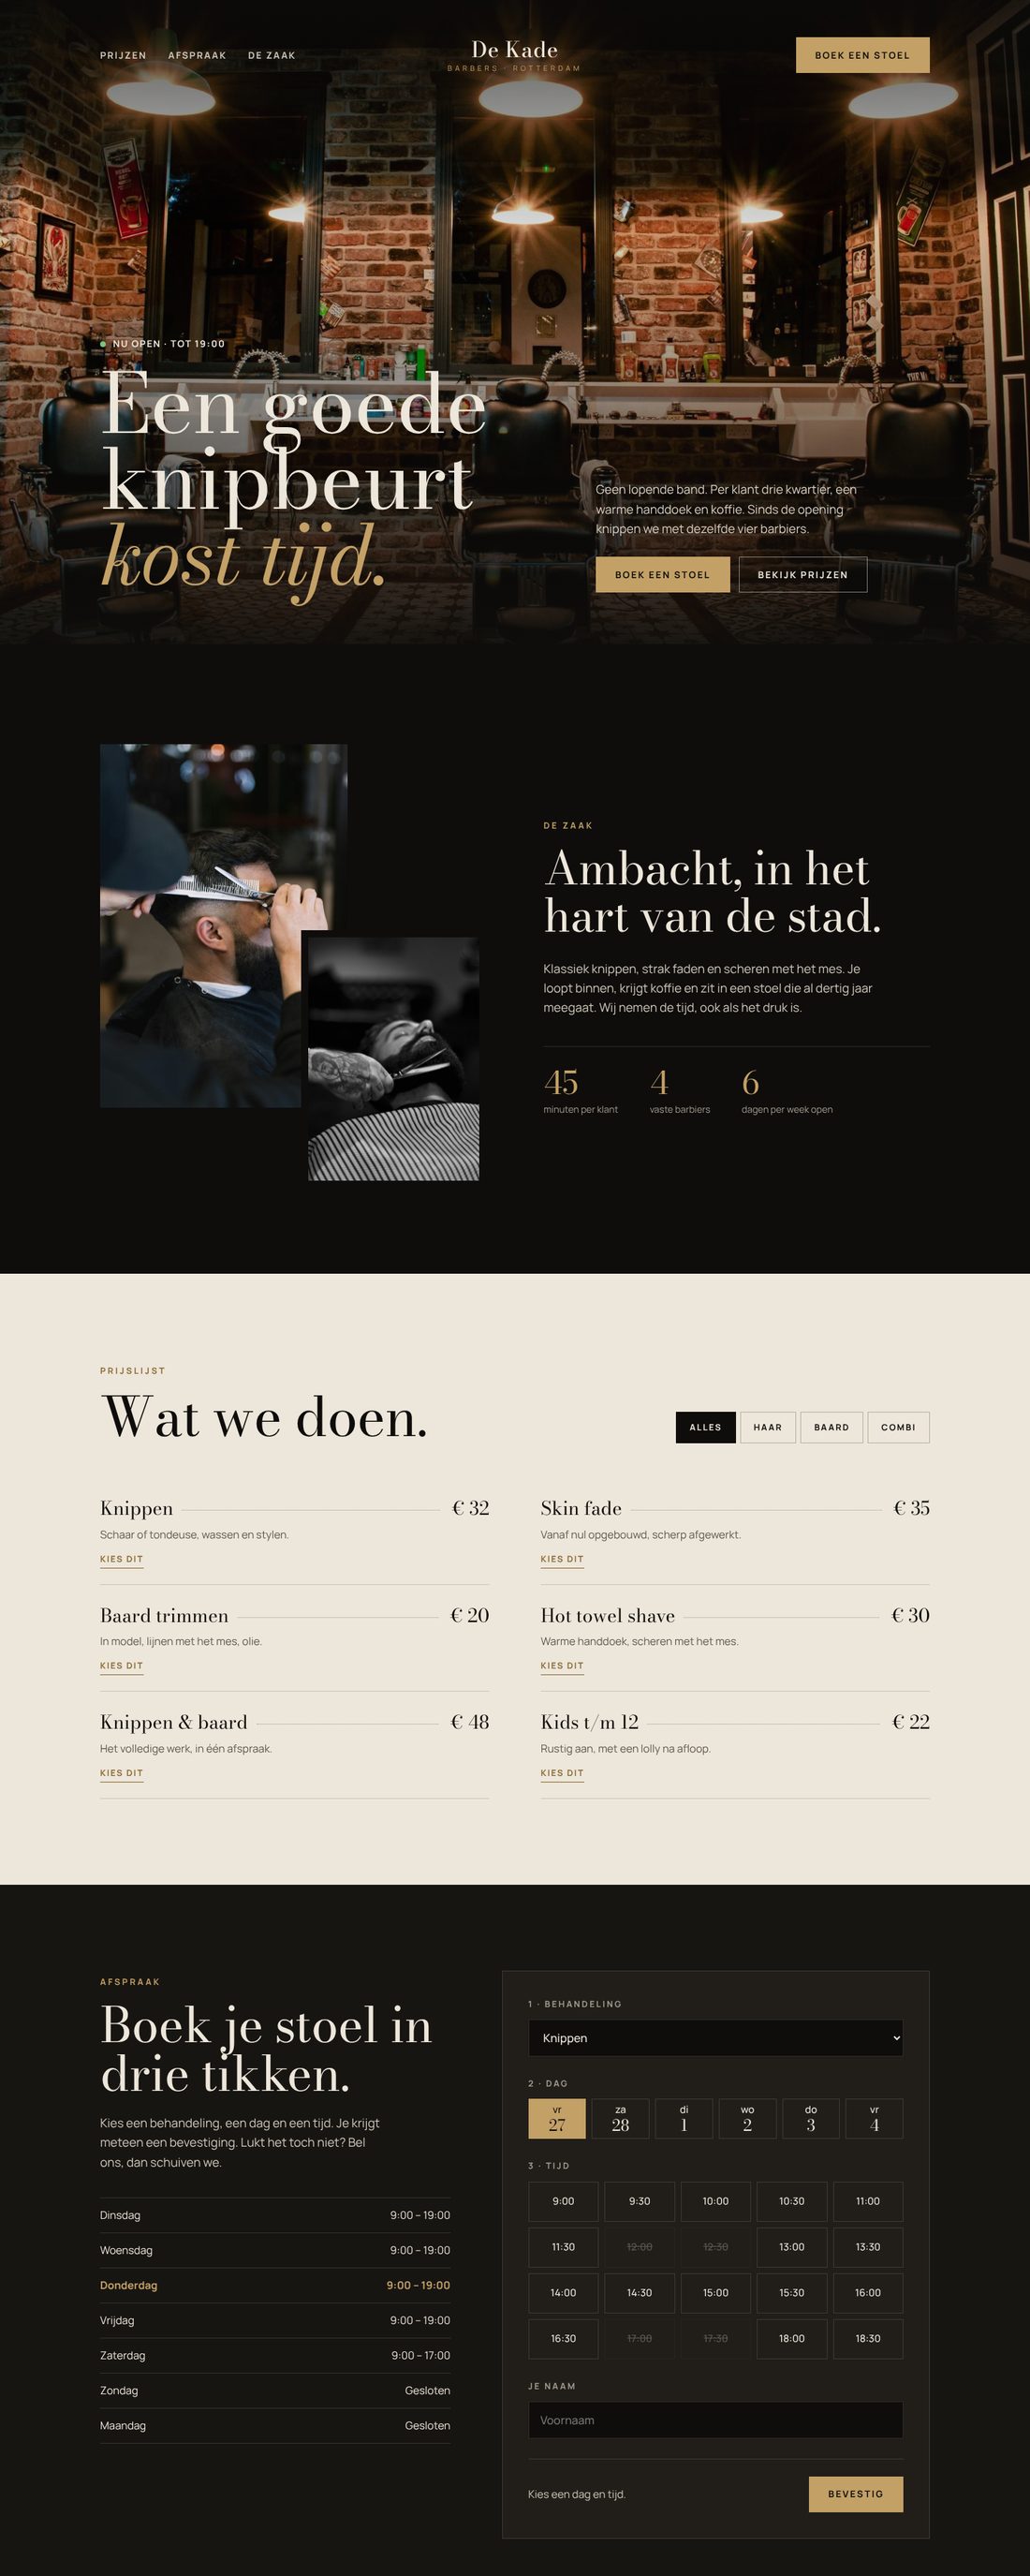 PRIJZEN AFSPRAAK DE ZAAK
De Kade
BARBERS · ROTTERDAM
BOEK EEN STOEL
NU OPEN · TOT 19:00
Een goede
knipbeurt
kost tijd.
Geen lopende band. Per klant drie kwartier, een
warme handdoek en koffie. Sinds de opening
knippen we met dezelfde vier barbiers.
BOEK EEN STOEL
BEKIJK PRIJZEN
DE ZAAK
Ambacht, in het
hart van de stad.
Klassiek knippen, strak faden en scheren met het mes. Je
loopt binnen, krijgt koffie en zit in een stoel die al dertig jaar
meegaat. Wij nemen de tijd, ook als het druk is.
45 4 6
minuten per klant vaste barbiers dagen per week open
PRIJSLIJST
Wat we doen.
ALLES HAAR BAARD COMBI
Knippen € 32
Schaar of tondeuse, wassen en stylen.
KIES DIT
Skin fade € 35
Vanaf nul opgebouwd, scherp afgewerkt.
KIES DIT
Baard trimmen € 20
In model, lijnen met het mes, olie.
KIES DIT
Hot towel shave € 30
Warme handdoek, scheren met het mes.
KIES DIT
Knippen & baard € 48
Het volledige werk, in één afspraak.
KIES DIT
Kids t/m 12 € 22
Rustig aan, met een lolly na afloop.
KIES DIT
AFSPRAAK
Boek je stoel in
drie tikken.
Kies een behandeling, een dag en een tijd. Je krijgt
meteen een bevestiging. Lukt het toch niet? Bel
ons, dan schuiven we.
Dinsdag 9:00 – 19:00
Woensdag 9:00 – 19:00
Donderdag 9:00 – 19:00
Vrijdag 9:00 – 19:00
Zaterdag 9:00 – 17:00
Zondag Gesloten
Maandag Gesloten
1 · BEHANDELING
Knippen
2 · DAG
vr za di wo do vr
27 28 1 2 3 4
3 · TIJD
9:00 9:30 10:00 10:30 11:00
11:30 12:00 12:30 13:00 13:30
14:00 14:30 15:00 15:30 16:00
16:30 17:00 17:30 18:00 18:30
JE NAAM
Voornaam
Kies een dag en tijd.
BEVESTIG